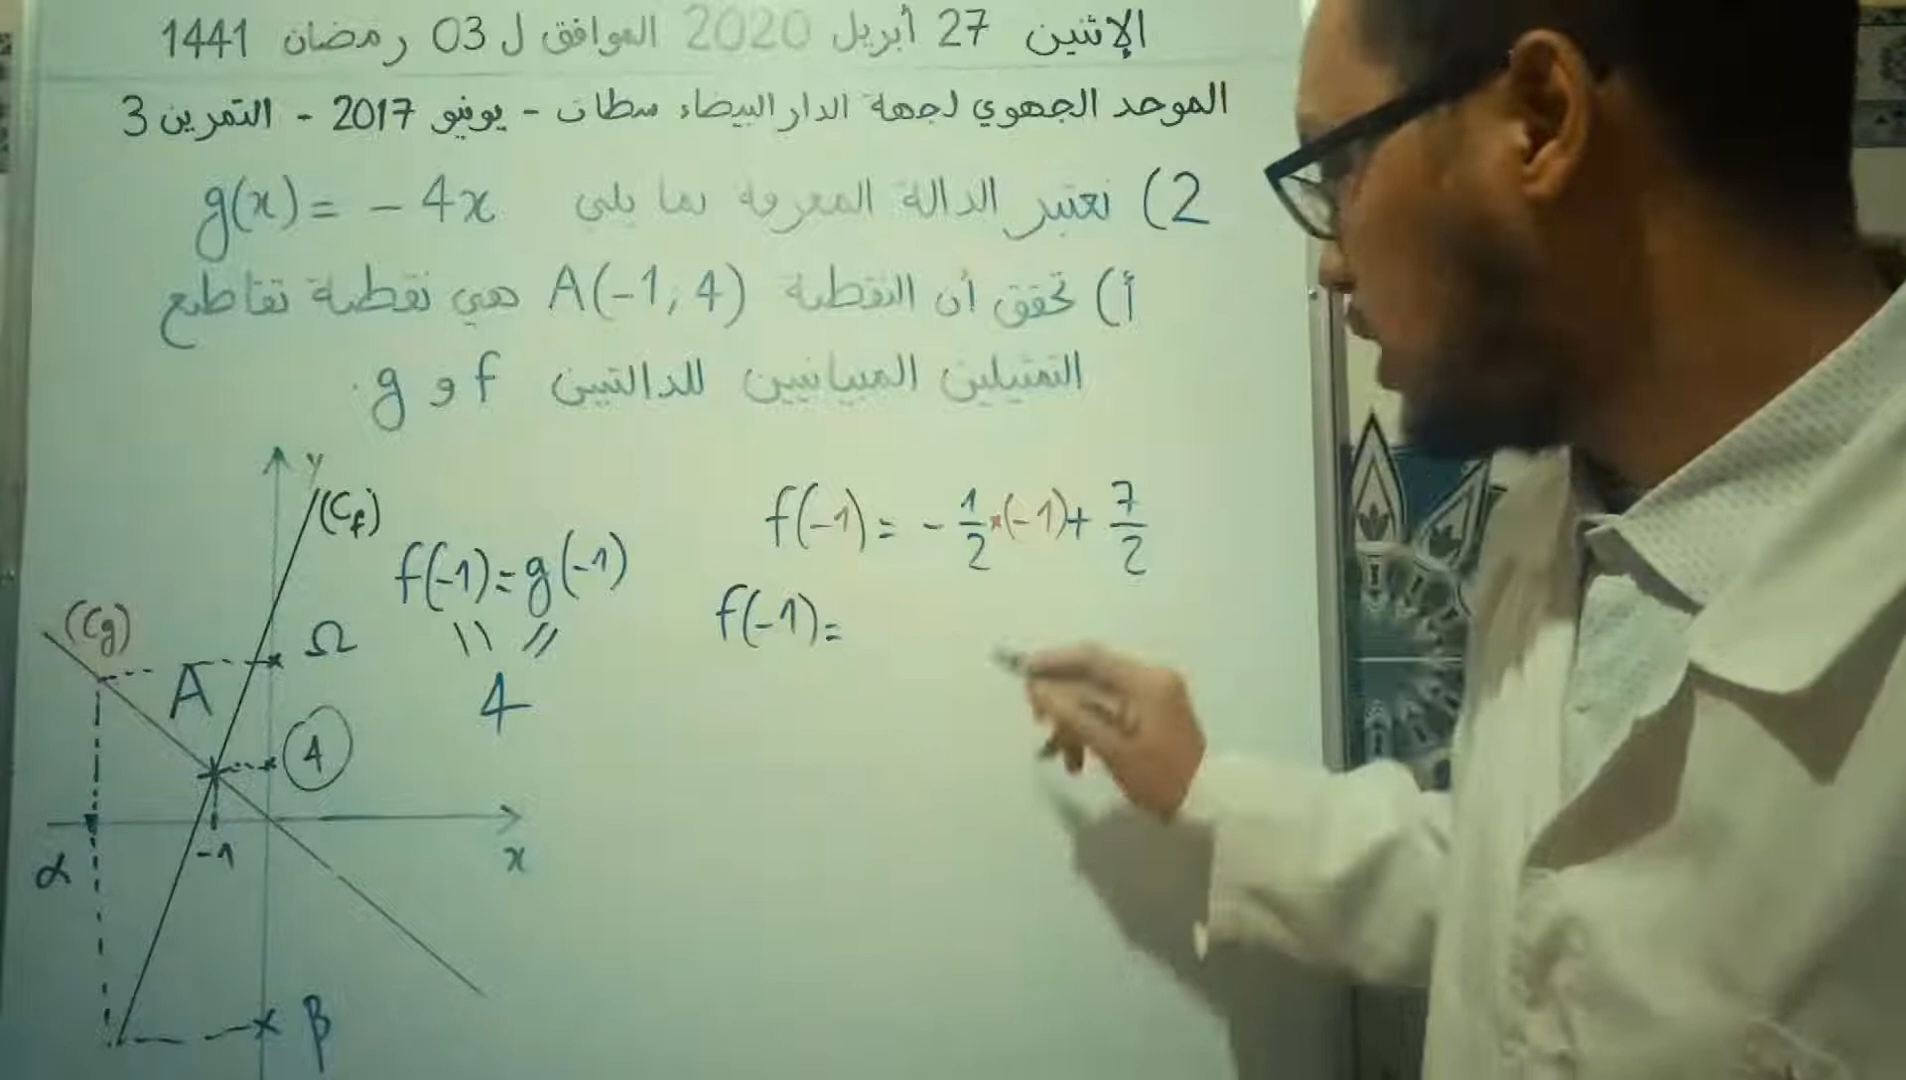 الإثنين 27 أبريل 2020 الموافق ل 03 رمضان 1441
الموحد الجهوي لجهة الدار البيضاء سطات - يونيو 2017 - التمرين 3
2) نعتبر الدالة المعرفة بما يلي g(x) = - 4x
أ) تحقق أن النقطة A(-1, 4) هي نقطة تقاطع
التمثيلين المبيانيين للدالتين f و g.
y
(Cf)
f(-1) = g(-1)
4
f(-1) = - 1/2 × (-1) + 7/2
f(-1) =
(Cg)
Ω
A
4
-1
x
α
β